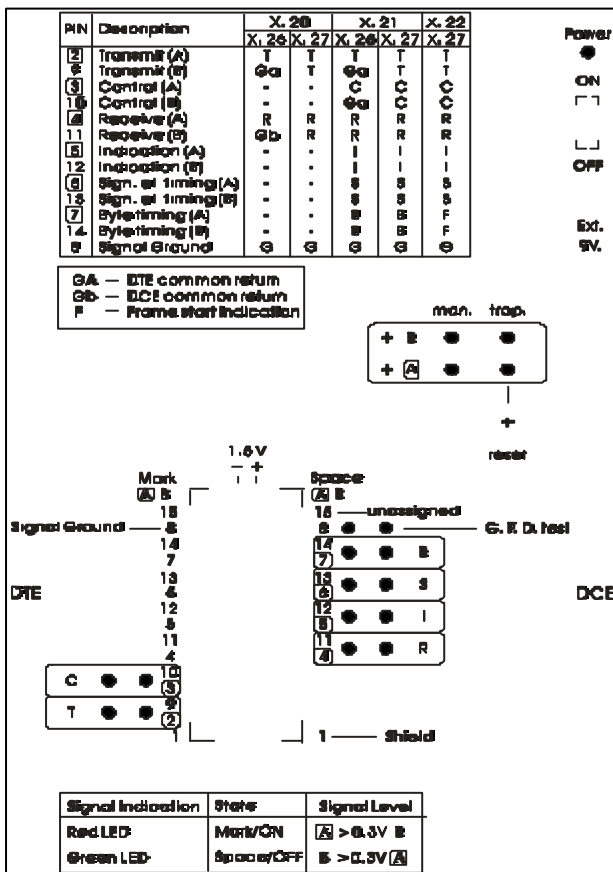 PIN Description X. 20 X. 21 X. 22
X. 26 X. 27 X. 26 X. 27 X. 27
2 Transmit (A) T T T T T
9 Transmit (B) Ga T Ga T T
3 Control (A) - - C C C
10 Control (B) - - Ga C C
4 Receive (A) R R R R R
11 Receive (B) Gb R R R R
5 Indication (A) - - I I I
12 Indication (B) - - I I I
6 Sign. el timing (A) - - S S S
13 Sign. el timing (B) - - S S S
7 Byte timing (A) - - B B F
14 Byte timing (B) - - B B F
8 Signal Ground G G G G G
Power
ON
OFF
Ext.
9V.
GA — DTE common return
Gb — DCE common return
F — Frame start indication
man. trap.
+ B
+ A
+
reset
1.5 V
- +
Mark Space
A B A B
15 15 unassigned
Signal Ground 8 8 G. F. D. test
14 14 B
7 7
13 13 S
6 6
DTE DCE
12 12 I
5 5
11 11 R
4 4
C 10
3
T 9
2
1 1 Shield
Signal Indication State Signal Level
Red LED Mark/ON A > 0.3V B
Green LED Space/OFF B > 0.3V A